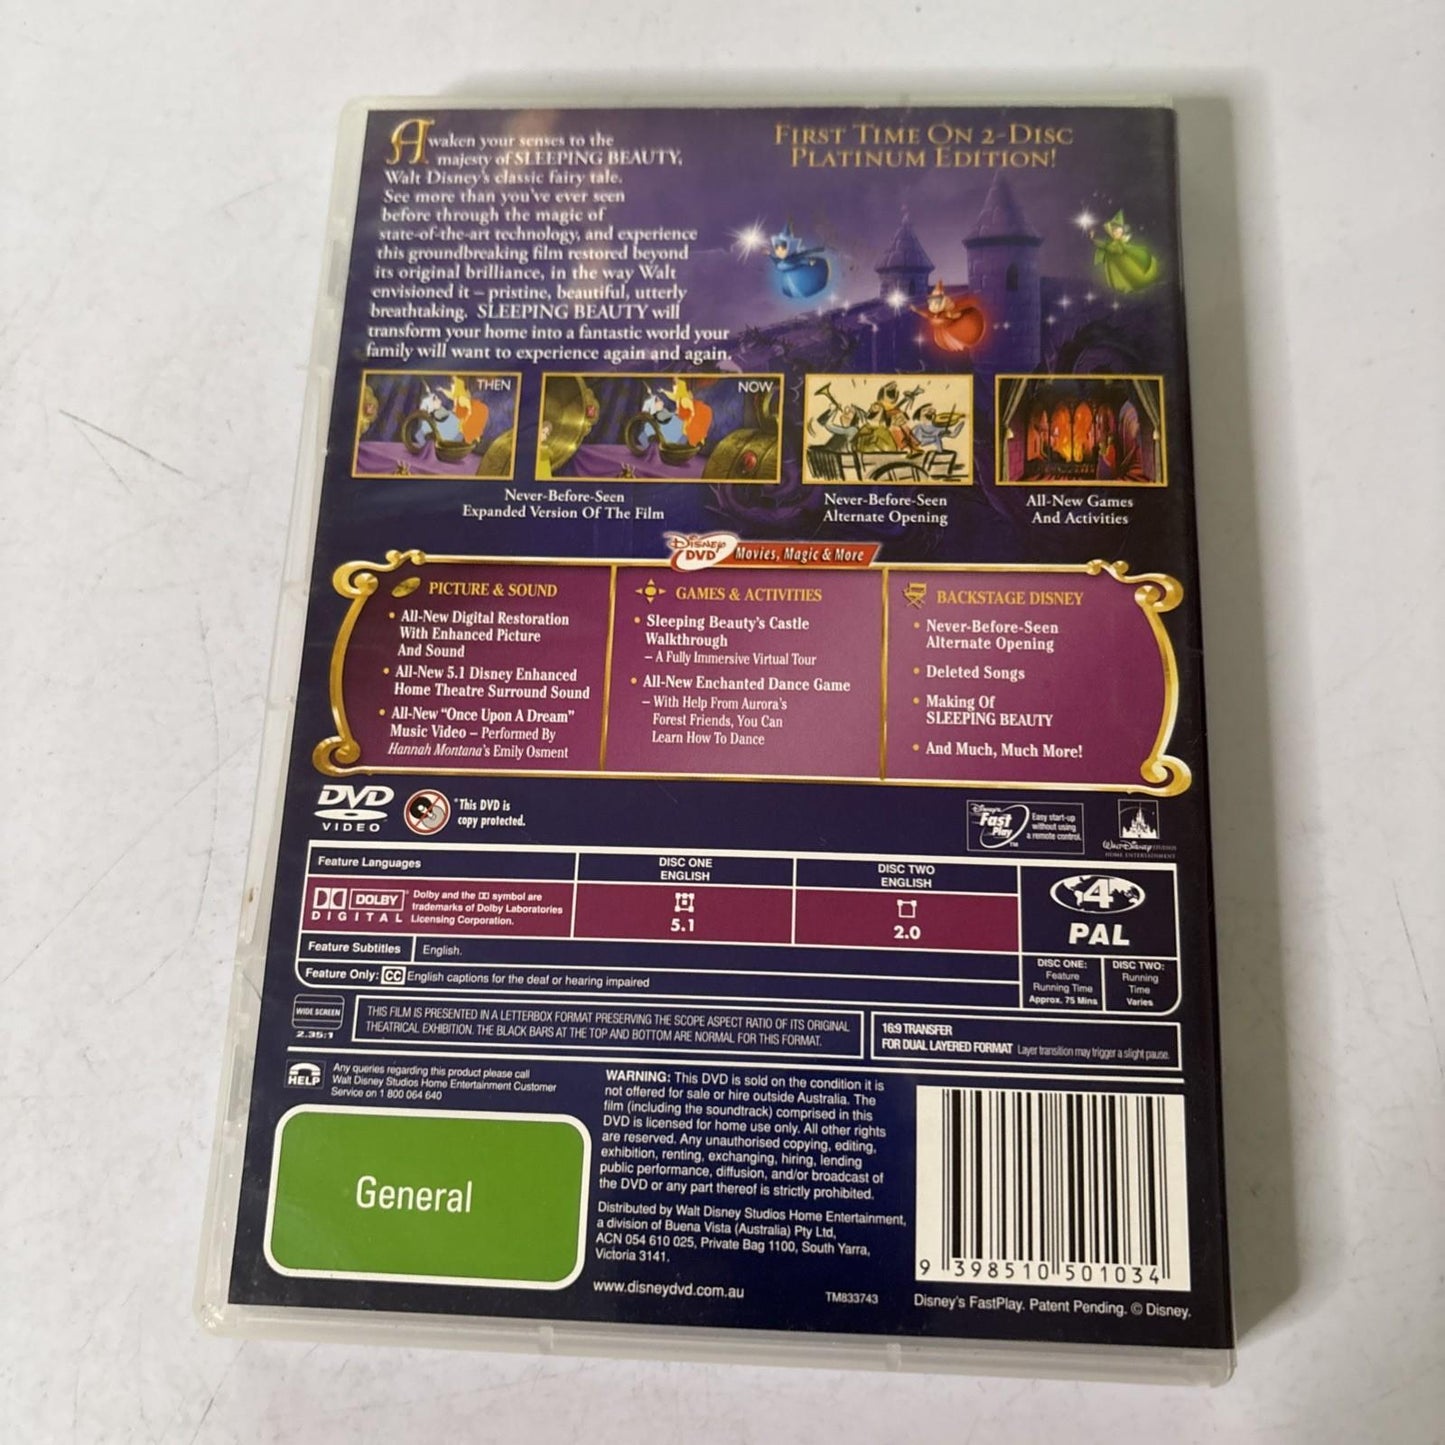 Awaken your senses to the
majesty of SLEEPING BEAUTY,
Walt Disney's classic fairy tale.
See more than you've ever seen
before through the magic of
state-of-the-art technology, and experience
this groundbreaking film restored beyond
its original brilliance, in the way Walt
envisioned it – pristine, beautiful, utterly
breathtaking. SLEEPING BEAUTY will
transform your home into a fantastic world your
family will want to experience again and again.
FIRST TIME ON 2-DISC
PLATINUM EDITION!
THEN
NOW
Never-Before-Seen
Expanded Version Of The Film
Never-Before-Seen
Alternate Opening
All-New Games
And Activities
Disney DVD Movies, Magic & More
PICTURE & SOUND
• All-New Digital Restoration
With Enhanced Picture
And Sound
• All-New 5.1 Disney Enhanced
Home Theatre Surround Sound
• All-New "Once Upon A Dream"
Music Video – Performed By
Hannah Montana's Emily Osment
GAMES & ACTIVITIES
• Sleeping Beauty's Castle
Walkthrough
– A Fully Immersive Virtual Tour
• All-New Enchanted Dance Game
– With Help From Aurora's
Forest Friends, You Can
Learn How To Dance
BACKSTAGE DISNEY
• Never-Before-Seen
Alternate Opening
• Deleted Songs
• Making Of
SLEEPING BEAUTY
• And Much, Much More!
DVD
VIDEO
*This DVD is
copy protected.
Disney's
Fast
Play
TM
Easy start-up
without using
a remote control.
Walt Disney STUDIOS
HOME ENTERTAINMENT
Feature Languages
DISC ONE
ENGLISH
DISC TWO
ENGLISH
DOLBY
DIGITAL
Dolby and the DD symbol are
trademarks of Dolby Laboratories
Licensing Corporation.
5.1
2.0
4
PAL
Feature Subtitles English.
Feature Only: CC English captions for the deaf or hearing impaired
DISC ONE:
Feature
Running Time
Approx. 75 Mins
DISC TWO:
Running
Time
Varies
WIDE SCREEN
2.35:1
THIS FILM IS PRESENTED IN A LETTERBOX FORMAT PRESERVING THE SCOPE ASPECT RATIO OF ITS ORIGINAL
THEATRICAL EXHIBITION. THE BLACK BARS AT THE TOP AND BOTTOM ARE NORMAL FOR THIS FORMAT.
16:9 TRANSFER
FOR DUAL LAYERED FORMAT Layer transition may trigger a slight pause.
HELP
Any queries regarding this product please call
Walt Disney Studios Home Entertainment Customer
Service on 1 800 064 640
General
WARNING: This DVD is sold on the condition it is
not offered for sale or hire outside Australia. The
film (including the soundtrack) comprised in this
DVD is licensed for home use only. All other rights
are reserved. Any unauthorised copying, editing,
exhibition, renting, exchanging, hiring, lending
public performance, diffusion, and/or broadcast of
the DVD or any part thereof is strictly prohibited.
Distributed by Walt Disney Studios Home Entertainment,
a division of Buena Vista (Australia) Pty Ltd,
ACN 054 610 025, Private Bag 1100, South Yarra,
Victoria 3141.
www.disneydvd.com.au
TM833743
9 398510 501034
Disney's FastPlay. Patent Pending. © Disney.